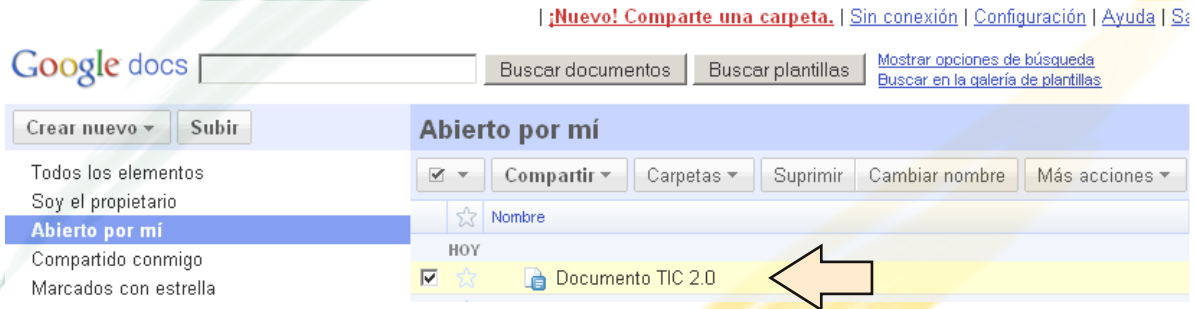 | ¡Nuevo! Comparte una carpeta. | Sin conexión | Configuración | Ayuda |
Google docs Buscar documentos Buscar plantillas Mostrar opciones de búsqueda
Buscar en la galería de plantillas
Crear nuevo Subir
Abierto por mí
Todos los elementos
Soy el propietario
Abierto por mí
Compartido conmigo
Marcados con estrella
Compartir Carpetas Suprimir Cambiar nombre Más acciones
Nombre
HOY
Documento TIC 2.0